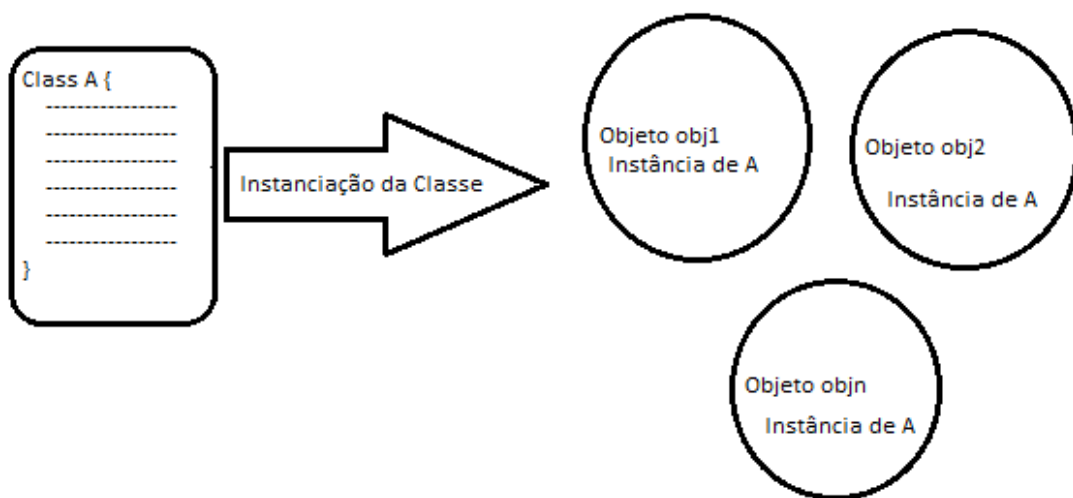 Class A {
------------------
------------------
------------------
------------------
------------------
------------------
}
Instanciação da Classe
Objeto obj1
Instância de A
Objeto obj2
Instância de A
Objeto objn
Instância de A